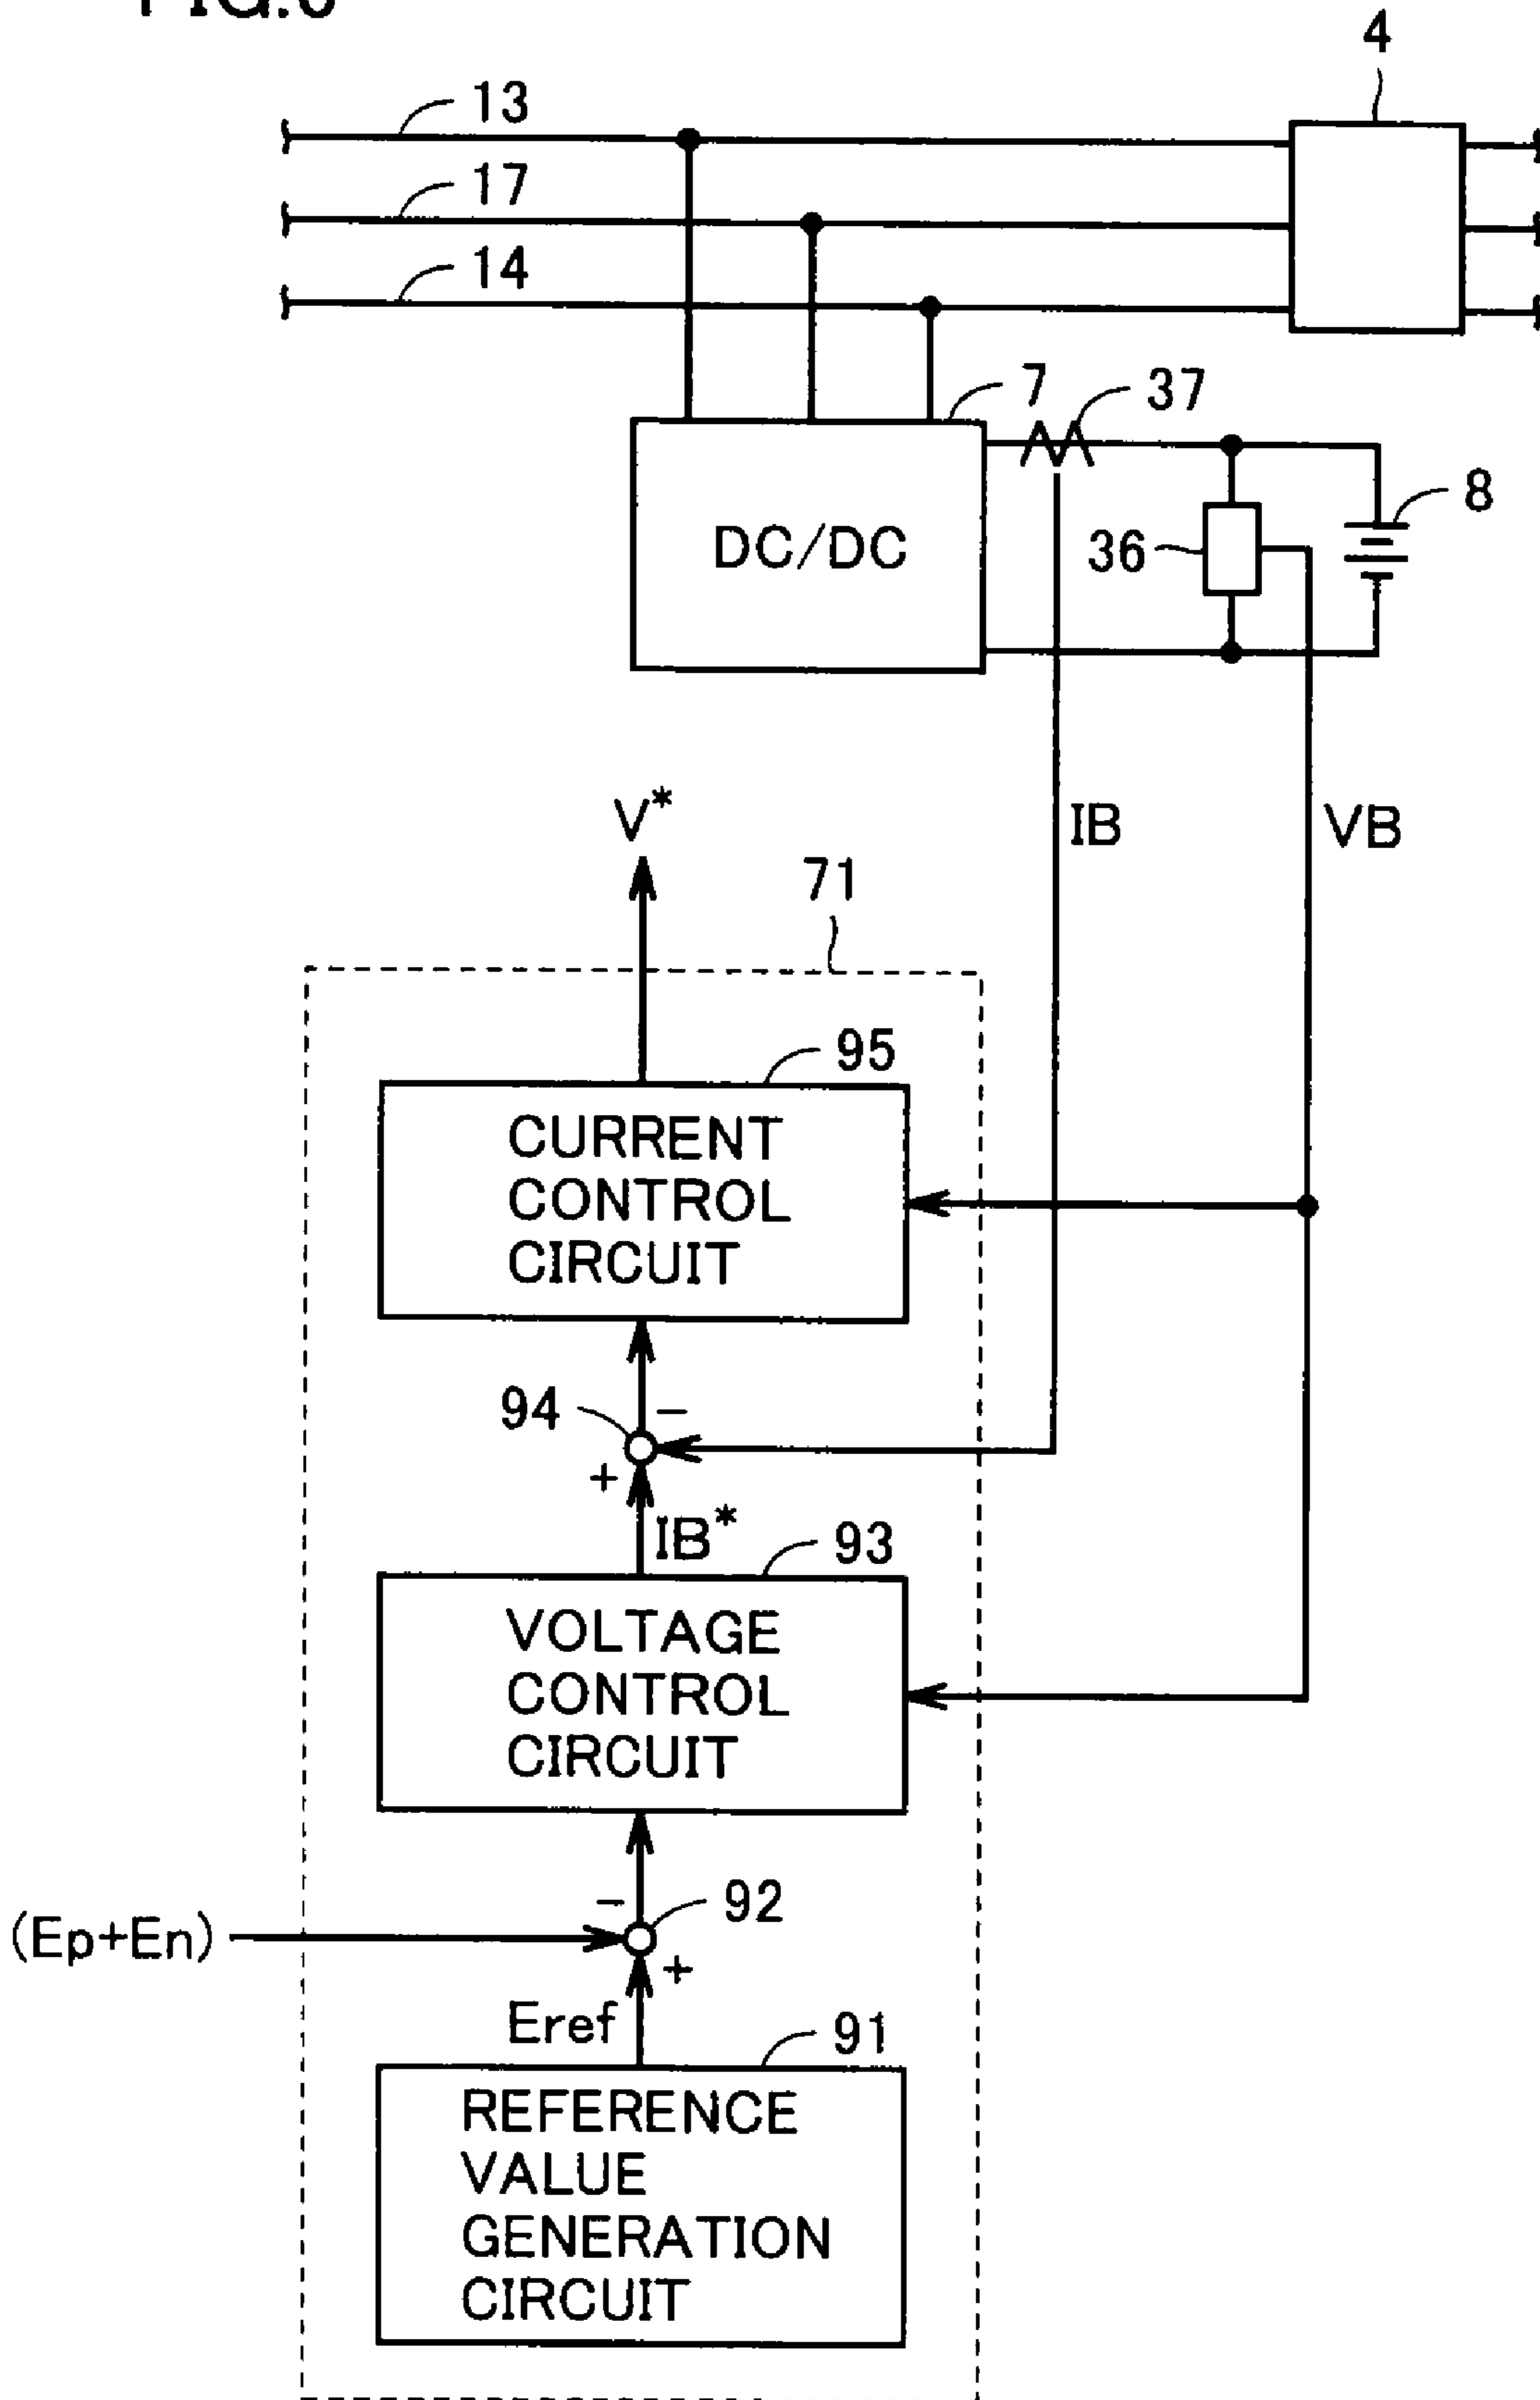 4
13
17
14
7
37
8
DC/DC
36
V*
IB
VB
71
95
CURRENT
CONTROL
CIRCUIT
94
−
+
IB*
93
VOLTAGE
CONTROL
CIRCUIT
−
92
(Ep+En)
+
Eref
91
REFERENCE
VALUE
GENERATION
CIRCUIT